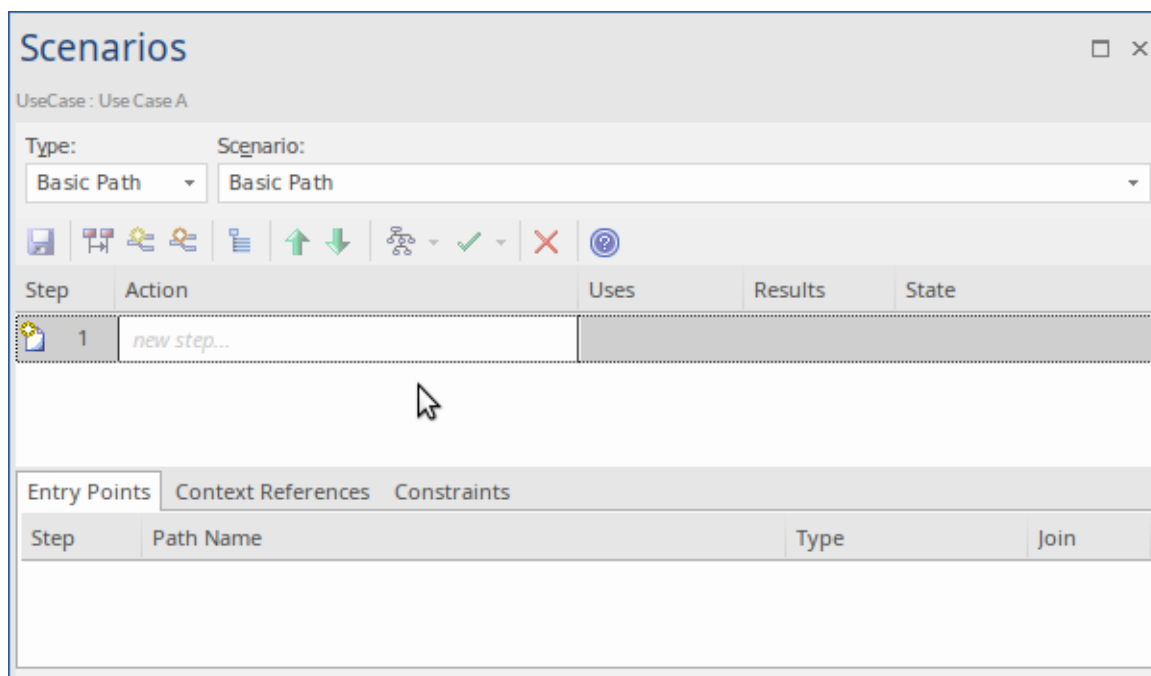 Scenarios
UseCase : Use Case A
Type: Scenario:
Basic Path Basic Path
Step Action Uses Results State
1 new step...
Entry Points Context References Constraints
Step Path Name Type Join